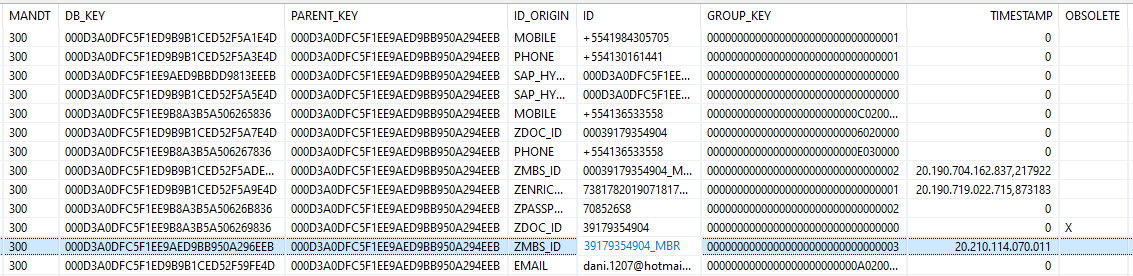 MANDT DB_KEY PARENT_KEY ID_ORIGIN ID GROUP_KEY TIMESTAMP OBSOLETE
300 000D3A0DFC5F1ED9B9B1CED52F5A1E4D 000D3A0DFC5F1EE9AED9BB950A294EEB MOBILE +5541984305705 00000000000000000000000000000001 0
300 000D3A0DFC5F1ED9B9B1CED52F5A3E4D 000D3A0DFC5F1EE9AED9BB950A294EEB PHONE +554130161441 00000000000000000000000000000001 0
300 000D3A0DFC5F1EE9AED9BBDD9813EEEB 000D3A0DFC5F1EE9AED9BB950A294EEB SAP_HY... 000D3A0DFC5F1EE... 00000000000000000000000000000000 0
300 000D3A0DFC5F1ED9B9B1CED52F5A5E4D 000D3A0DFC5F1EE9AED9BB950A294EEB SAP_HY... 000D3A0DFC5F1EE... 00000000000000000000000000000000 0
300 000D3A0DFC5F1EE9B8A3B5A506265836 000D3A0DFC5F1EE9AED9BB950A294EEB MOBILE +554136533558 000000000000000000000000000C0200... 0
300 000D3A0DFC5F1ED9B9B1CED52F5A7E4D 000D3A0DFC5F1EE9AED9BB950A294EEB ZDOC_ID 00039179354904 00000000000000000000000006020000 0
300 000D3A0DFC5F1EE9B8A3B5A506267836 000D3A0DFC5F1EE9AED9BB950A294EEB PHONE +554136533558 0000000000000000000000000E030000 0
300 000D3A0DFC5F1ED9B9B1CED52F5ADE... 000D3A0DFC5F1EE9AED9BB950A294EEB ZMBS_ID 00039179354904_M... 00000000000000000000000000000002 20.190.704.162.837,217922
300 000D3A0DFC5F1ED9B9B1CED52F5A9E4D 000D3A0DFC5F1EE9AED9BB950A294EEB ZENRIC... 7381782019071817... 00000000000000000000000000000001 20.190.719.022.715,873183
300 000D3A0DFC5F1EE9B8A3B5A50626B836 000D3A0DFC5F1EE9AED9BB950A294EEB ZPASSP... 70852658 00000000000000000000000000000002 0
300 000D3A0DFC5F1EE9B8A3B5A506269836 000D3A0DFC5F1EE9AED9BB950A294EEB ZDOC_ID 39179354904 00000000000000000000000000000000 0 X
300 000D3A0DFC5F1EE9AED9BB950A296EEB 000D3A0DFC5F1EE9AED9BB950A294EEB ZMBS_ID 39179354904_MBR 00000000000000000000000000000003 20.210.114.070.011
300 000D3A0DFC5F1ED9B9B1CED52F59FE4D 000D3A0DFC5F1EE9AED9BB950A294EEB EMAIL dani.1207@hotmai... 00000000000000000000000000A0200... 0